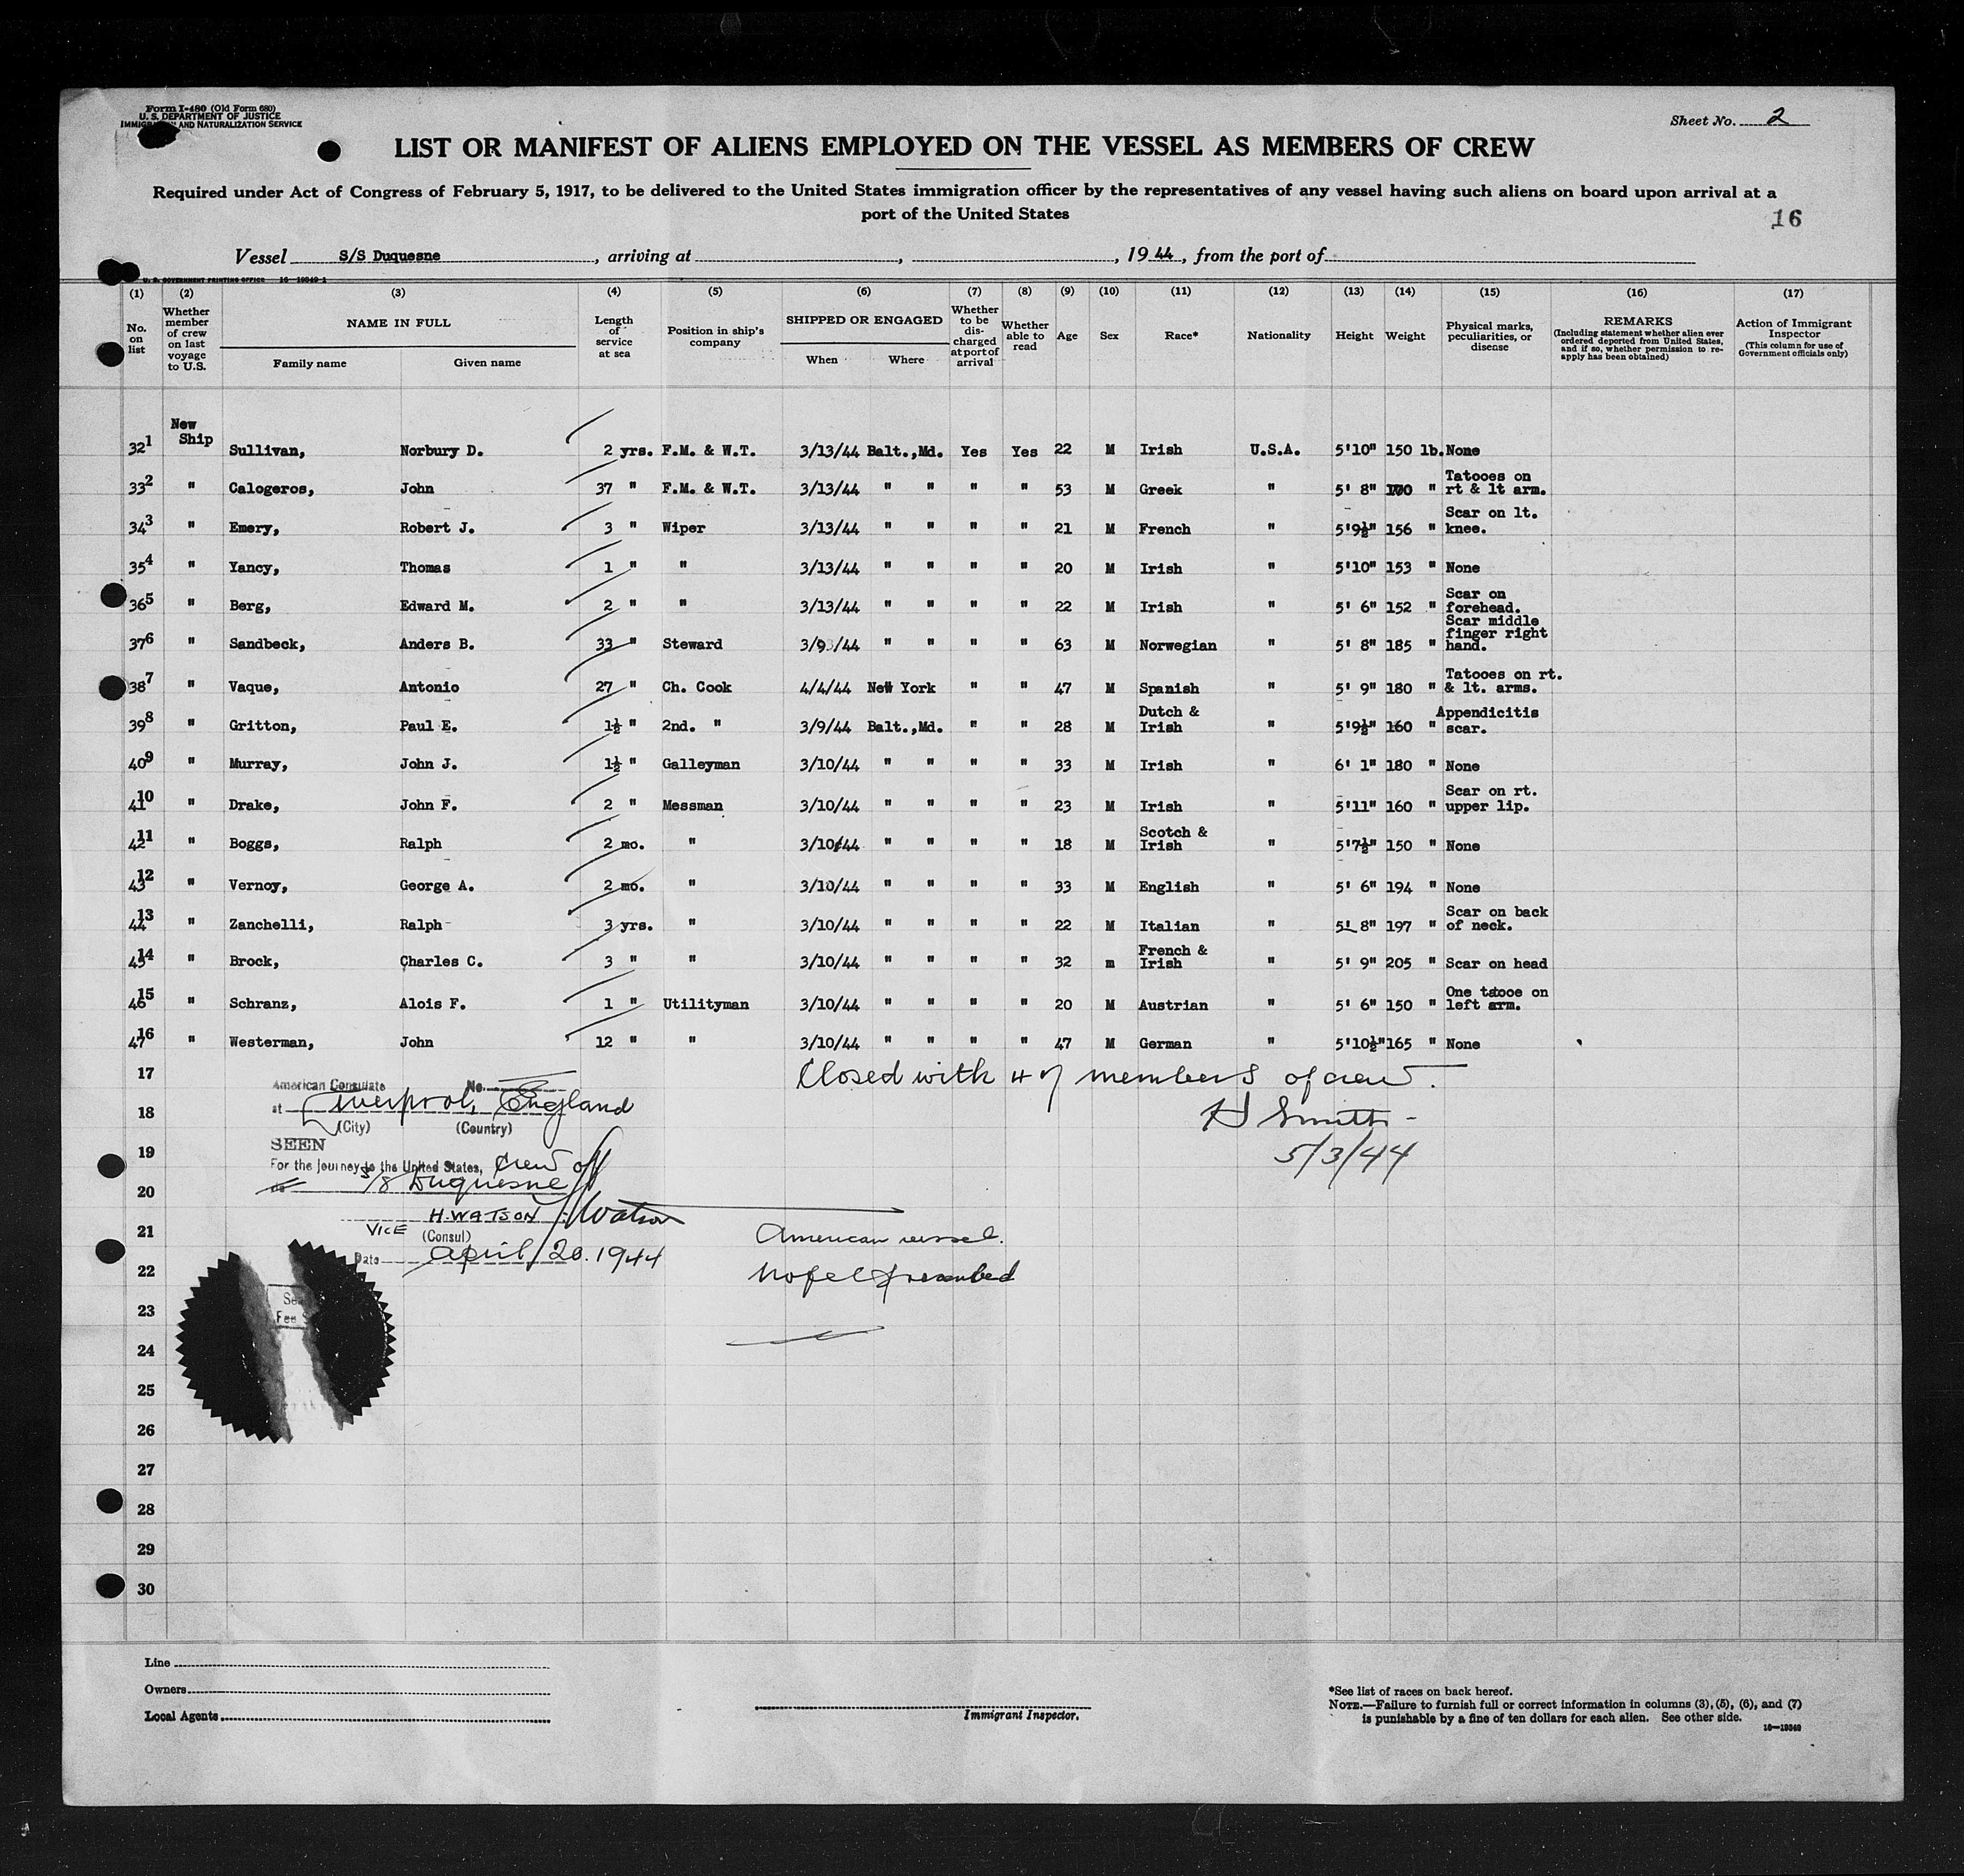 Form I-480 (Old Form 680)
U. S. DEPARTMENT OF JUSTICE
IMMIGRATION AND NATURALIZATION SERVICE
Sheet No. 2
LIST OR MANIFEST OF ALIENS EMPLOYED ON THE VESSEL AS MEMBERS OF CREW
Required under Act of Congress of February 5, 1917, to be delivered to the United States immigration officer by the representatives of any vessel having such aliens on board upon arrival at a
port of the United States
16
Vessel S/S Duquesne, arriving at , , 19 44, from the port of
U. S. GOVERNMENT PRINTING OFFICE 16-19349-1
(1) (2) (3) (4) (5) (6) (7) (8) (9) (10) (11) (12) (13) (14) (15) (16) (17)
No. on list
Whether member of crew on last voyage to U.S.
NAME IN FULL
Family name Given name
Length of service at sea
Position in ship's company
SHIPPED OR ENGAGED
When Where
Whether to be discharged at port of arrival
Whether able to read
Age
Sex
Race*
Nationality
Height
Weight
Physical marks, peculiarities, or disease
REMARKS
(Including statement whether alien ever ordered deported from United States, and if so, whether permission to reapply has been obtained)
Action of Immigrant Inspector
(This column for use of Government officials only)
32 1 New Ship Sullivan, Norbury D. 2 yrs. F.M. & W.T. 3/13/44 Balt.,Md. Yes Yes 22 M Irish U.S.A. 5'10" 150 lb. None
33 2 " Calogeros, John 37 " F.M. & W.T. 3/13/44 " " " " 53 M Greek " 5' 8" " Tatooes on rt & lt arm.
34 3 " Emery, Robert J. 3 " Wiper 3/13/44 " " " " 21 M French " 5'9½" 156 " Scar on lt. knee.
35 4 " Yancy, Thomas 1 " " 3/13/44 " " " " 20 M Irish " 5'10" 153 " None
36 5 " Berg, Edward M. 2 " " 3/13/44 " " " " 22 M Irish " 5' 6" 152 " Scar on forehead.
37 6 " Sandbeck, Anders B. 33 " Steward 3/9 /44 " " " " 63 M Norwegian " 5' 8" 185 " Scar middle finger right hand.
38 7 " Vaque, Antonio 27 " Ch. Cook 4/4/44 New York " " 47 M Spanish " 5' 9" 180 " Tatooes on rt. & lt. arms.
39 8 " Gritton, Paul E. 1½ " 2nd. " 3/9/44 Balt.,Md. " " 28 M Dutch & Irish " 5'9½" 160 " Appendicitis scar.
40 9 " Murray, John J. 1½ " Galleyman 3/10/44 " " " " 33 M Irish " 6' 1" 180 " None
41 10 " Drake, John F. 2 " Messman 3/10/44 " " " " 23 M Irish " 5'11" 160 " Scar on rt. upper lip.
42 11 " Boggs, Ralph 2 mo. " 3/10/44 " " " " 18 M Scotch & Irish " 5'7½" 150 " None
43 12 " Vernoy, George A. 2 mo. " 3/10/44 " " " " 33 M English " 5' 6" 194 " None
44 13 " Zanchelli, Ralph 3 yrs. " 3/10/44 " " " " 22 M Italian " 5' 8" 197 " Scar on back of neck.
45 14 " Brock, Charles C. 3 " " 3/10/44 " " " " 32 m French & Irish " 5' 9" 205 " Scar on head
46 15 " Schranz, Alois F. 1 " Utilityman 3/10/44 " " " " 20 M Austrian " 5' 6" 150 " One tatooe on left arm.
47 16 " Westerman, John 12 " " 3/10/44 " " " " 47 M German " 5'10½" 165 " None
17 Closed with 47 members of crew.
American Consulate No.
at Liverpool, England
(City) (Country)
18 H Smith
19 5/3/44
SEEN
For the journey to the United States, Crew of
20 S/S Duquesne
H. WATSON HWatson
21 VICE (Consul)
American vessel.
Date April 20. 1944
22 No fee prescribed
23
Fee
24
25
26
27
28
29
30
Line
Owners
Local Agents
Immigrant Inspector.
*See list of races on back hereof.
NOTE.—Failure to furnish full or correct information in columns (3), (5), (6), and (7)
is punishable by a fine of ten dollars for each alien. See other side.
16—19349